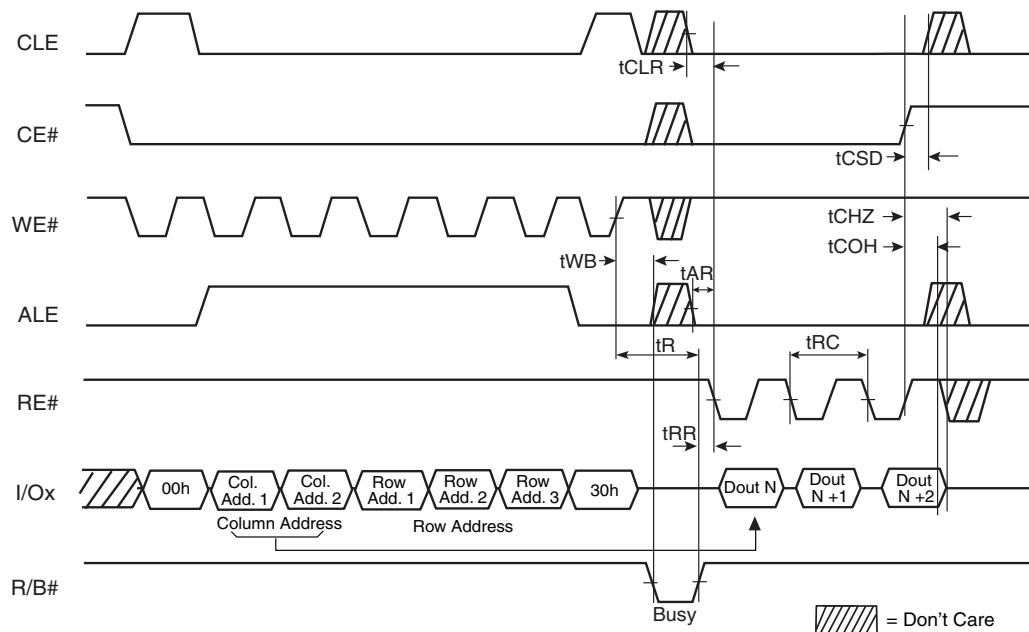 CLE
tCLR
CE#
tCSD
WE#
tCHZ
tCOH
tWB
tAR
ALE
tR
tRC
RE#
tRR
I/Ox
00h
Col.
Add. 1
Col.
Add. 2
Row
Add. 1
Row
Add. 2
Row
Add. 3
30h
Dout N
Dout
N +1
Dout
N +2
Column Address
Row Address
R/B#
Busy
= Don't Care